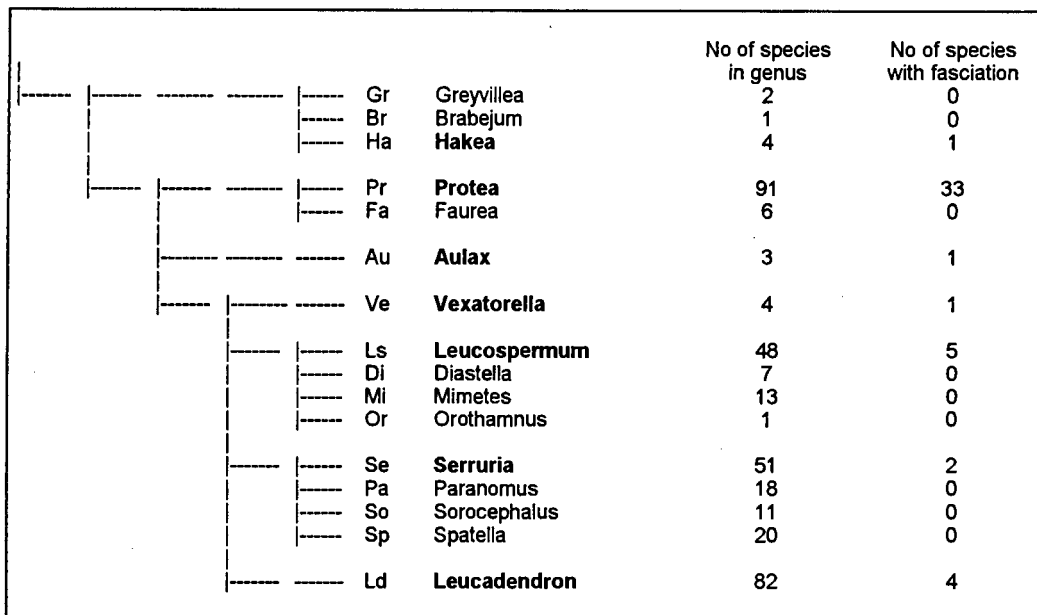 No of species No of species
in genus with fasciation
Gr Greyvillea 2 0
Br Brabejum 1 0
Ha Hakea 4 1
Pr Protea 91 33
Fa Faurea 6 0
Au Aulax 3 1
Ve Vexatorella 4 1
Ls Leucospermum 48 5
Di Diastella 7 0
Mi Mimetes 13 0
Or Orothamnus 1 0
Se Serruria 51 2
Pa Paranomus 18 0
So Sorocephalus 11 0
Sp Spatella 20 0
Ld Leucadendron 82 4